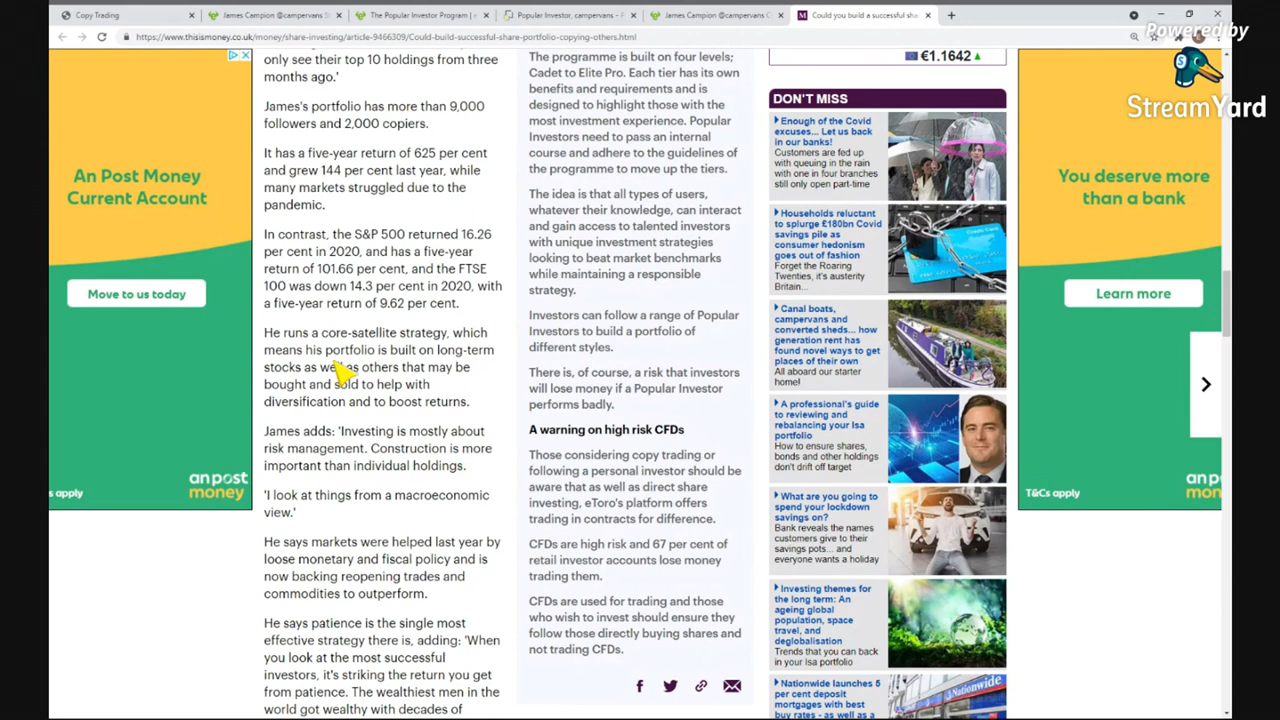 Copy Trading
James Campion @campervans S
The Popular Investor Program | e
Popular Investor, campervans - P
James Campion @campervans C
Could you build a successful sha
https://www.thisismoney.co.uk/money/share-investing/article-9466309/Could-build-successful-share-portfolio-copying-others.html
Powered by
StreamYard
An Post Money
Current Account
Move to us today
an post
money
s apply
only see their top 10 holdings from three
months ago.'
James's portfolio has more than 9,000
followers and 2,000 copiers.
It has a five-year return of 625 per cent
and grew 144 per cent last year, while
many markets struggled due to the
pandemic.
In contrast, the S&P 500 returned 16.26
per cent in 2020, and has a five-year
return of 101.66 per cent, and the FTSE
100 was down 14.3 per cent in 2020, with
a five-year return of 9.62 per cent.
He runs a core-satellite strategy, which
means his portfolio is built on long-term
stocks as well as others that may be
bought and sold to help with
diversification and to boost returns.
James adds: 'Investing is mostly about
risk management. Construction is more
important than individual holdings.
'I look at things from a macroeconomic
view.'
He says markets were helped last year by
loose monetary and fiscal policy and is
now backing reopening trades and
commodities to outperform.
He says patience is the single most
effective strategy there is, adding: 'When
you look at the most successful
investors, it's striking the return you get
from patience. The wealthiest men in the
world got wealthy with decades of
The programme is built on four levels;
Cadet to Elite Pro. Each tier has its own
benefits and requirements and is
designed to highlight those with the
most investment experience. Popular
Investors need to pass an internal
course and adhere to the guidelines of
the programme to move up the tiers.
The idea is that all types of users,
whatever their knowledge, can interact
and gain access to talented investors
with unique investment strategies
looking to beat market benchmarks
while maintaining a responsible
strategy.
Investors can follow a range of Popular
Investors to build a portfolio of
different styles.
There is, of course, a risk that investors
will lose money if a Popular Investor
performs badly.
A warning on high risk CFDs
Those considering copy trading or
following a personal investor should be
aware that as well as direct share
investing, eToro's platform offers
trading in contracts for difference.
CFDs are high risk and 67 per cent of
retail investor accounts lose money
trading them.
CFDs are used for trading and those
who wish to invest should ensure they
follow those directly buying shares and
not trading CFDs.
€1.1642
DON'T MISS
Enough of the Covid
excuses... Let us back
in our banks!
Customers are fed up
with queuing in the rain
with one in four branches
still only open part-time
Households reluctant
to splurge £180bn Covid
savings pile as
consumer hedonism
goes out of fashion
Forget the Roaring
Twenties, it's austerity
Britain...
Canal boats,
campervans and
converted sheds... how
generation rent has
found novel ways to get
places of their own
All aboard our starter
home!
A professional's guide
to reviewing and
rebalancing your Isa
portfolio
How to ensure shares,
bonds and other holdings
don't drift off target
What are you going to
spend your lockdown
savings on?
Bank reveals the names
customers give to their
savings pots... and
everyone wants a holiday
Investing themes for
the long term: An
ageing global
population, space
travel, and
deglobalisation
Trends that you can back
in your Isa portfolio
Nationwide launches 5
per cent deposit
mortgages with best
buy rates - as well as a
Nationwide
You deserve more
than a bank
Learn more
T&Cs apply
an po
mon